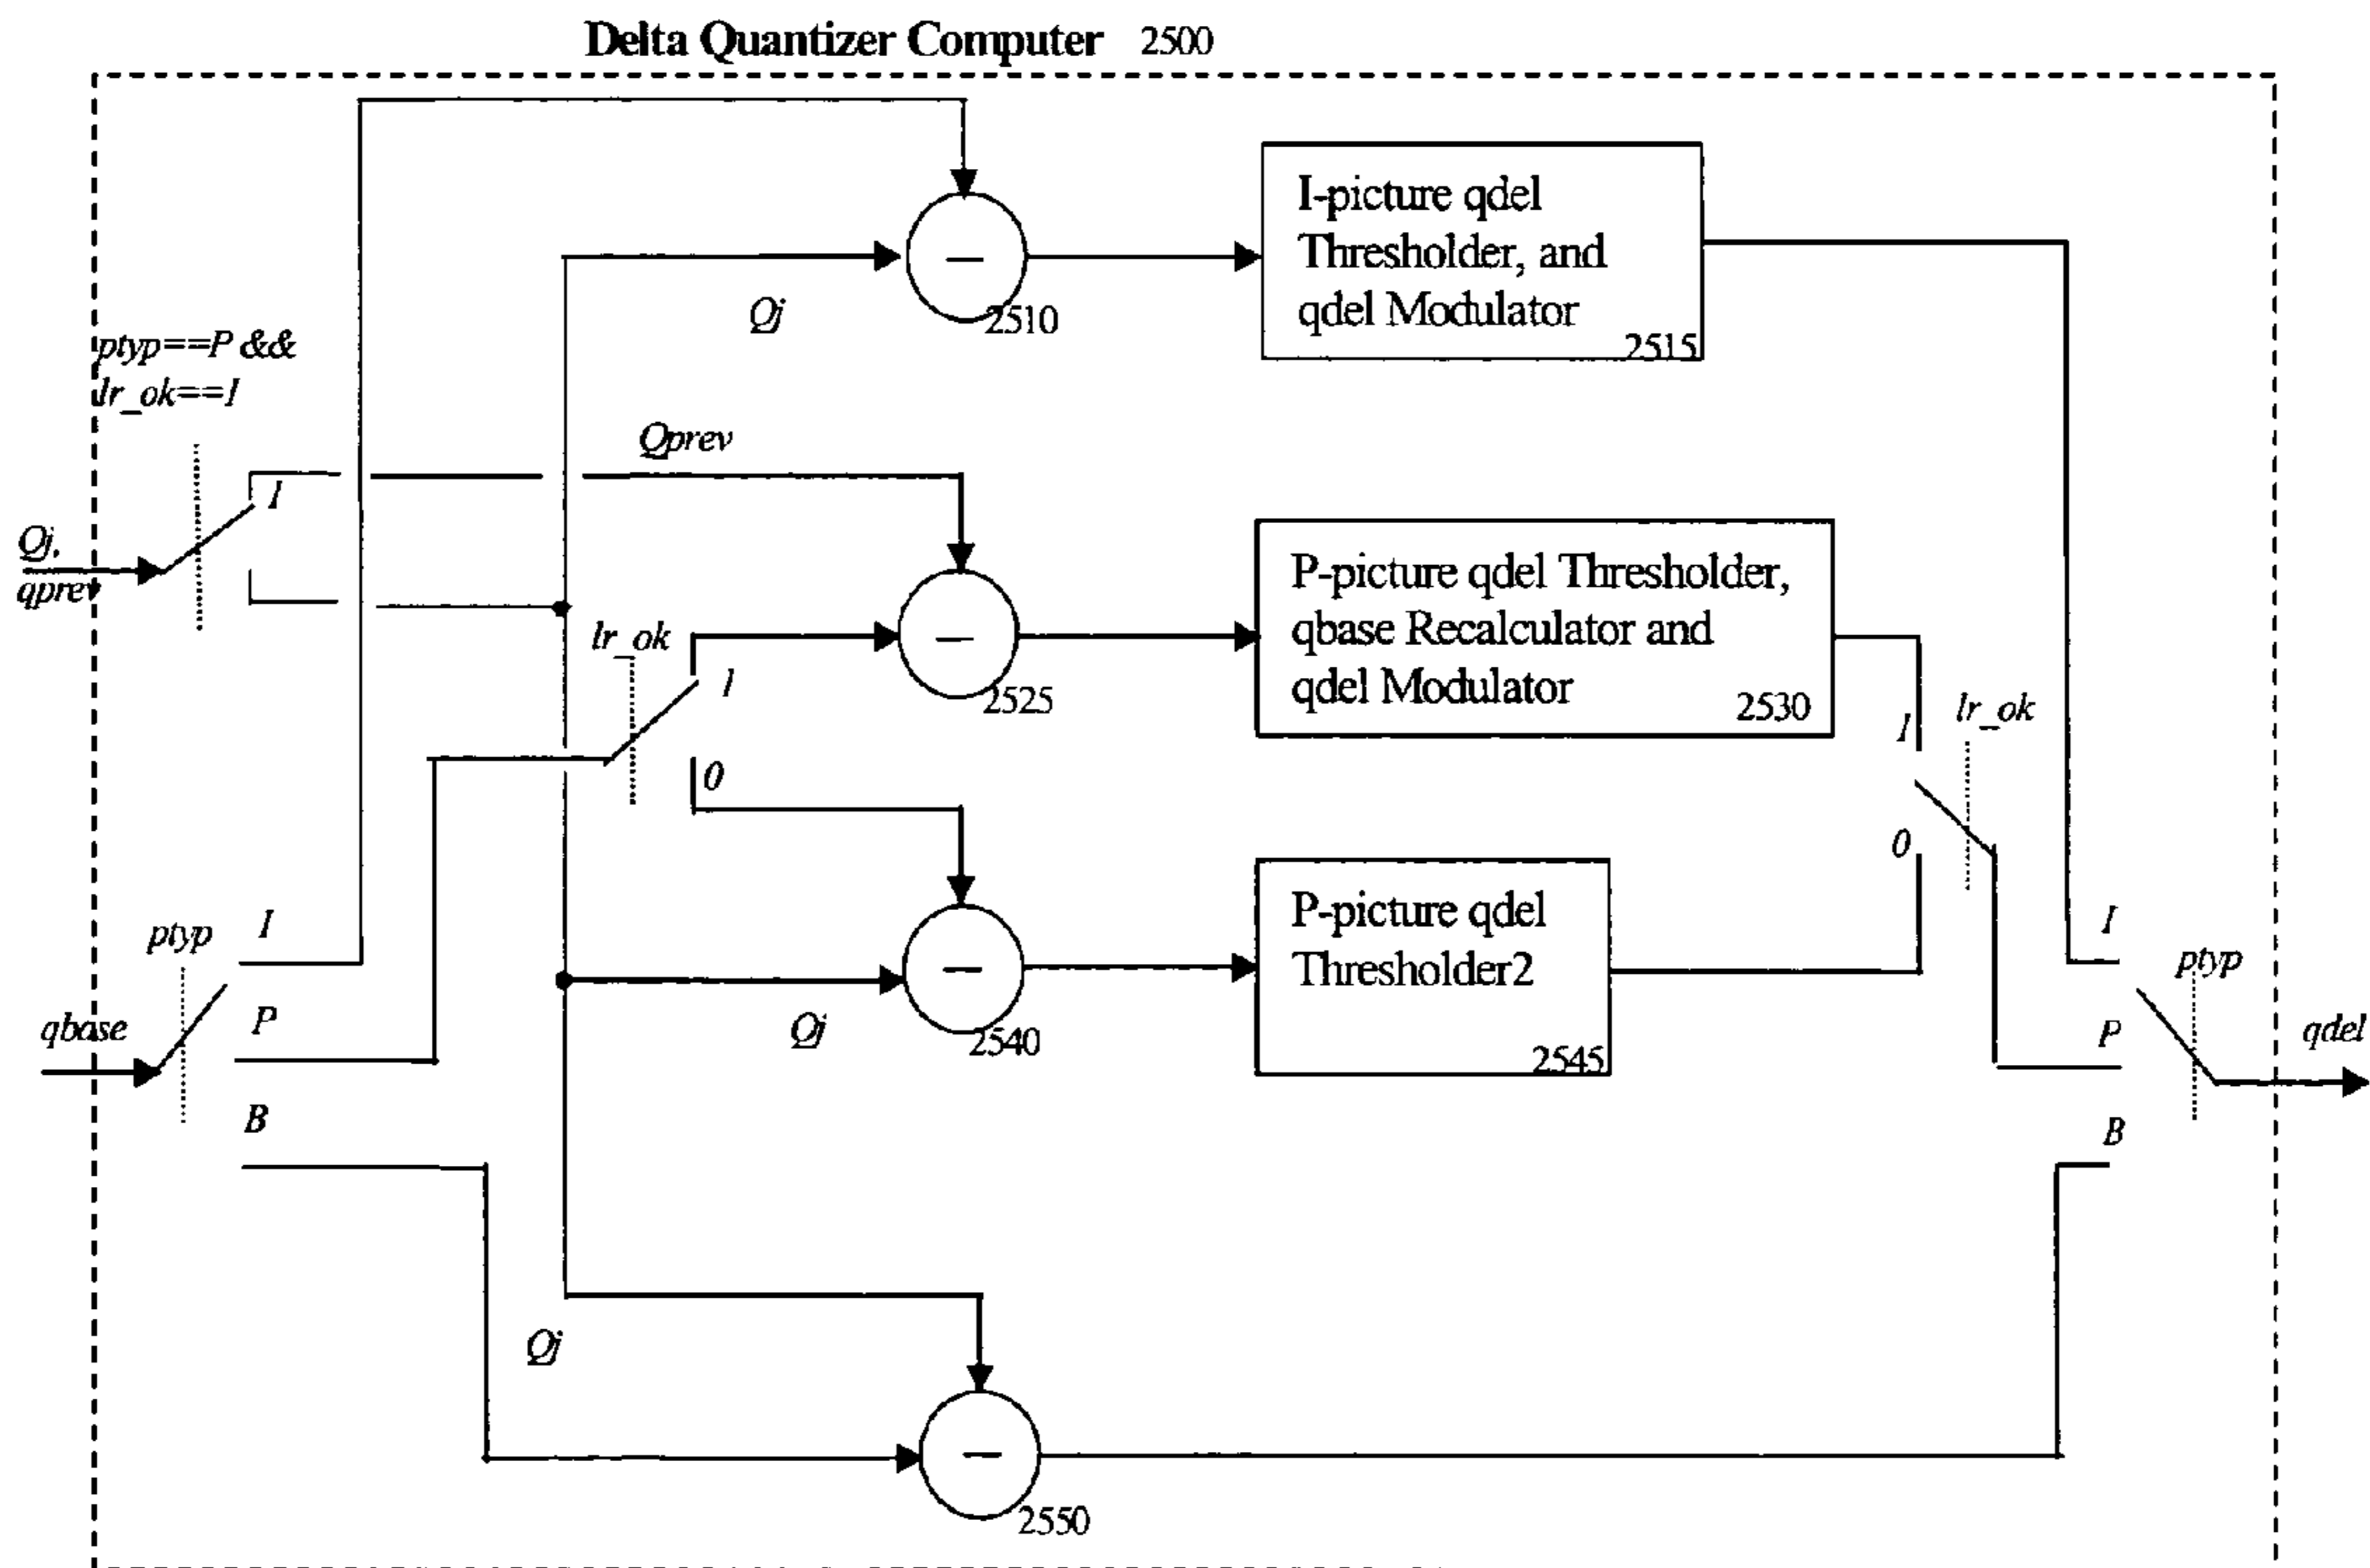 Delta Quantizer Computer 2500
I-picture qdel
Thresholder, and
qdel Modulator
2515
Qj
2510
ptyp==P &&
lr_ok==1
Qprev
I
Qj,
qprev
P-picture qdel Thresholder,
qbase Recalculator and
qdel Modulator
2530
lr_ok
1
2525
lr_ok
1
0
0
P-picture qdel
Thresholder2
2545
ptyp
I
P
B
qbase
Qj
2540
I
P
B
ptyp
qdel
Qj
2550